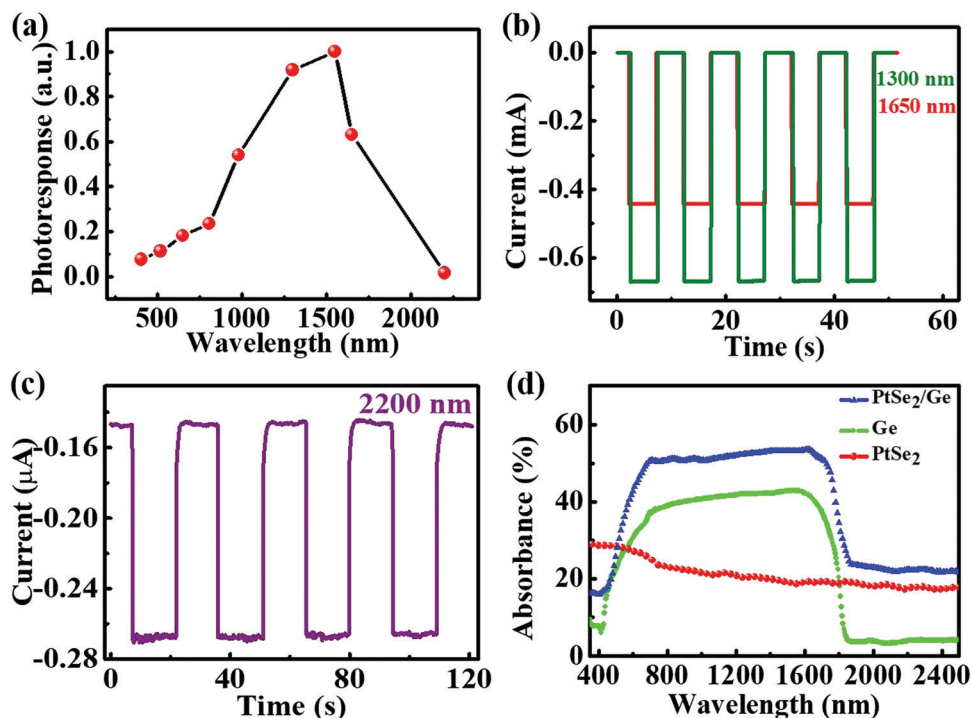 (a)
Photoresponse (a.u.)
1.0
0.8
0.6
0.4
0.2
0.0
500 1000 1500 2000
Wavelength (nm)
(b)
Current (mA)
0.0
-0.2
-0.4
-0.6
1300 nm
1650 nm
0 20 40 60
Time (s)
(c)
Current (μA)
2200 nm
-0.16
-0.20
-0.24
-0.28
0 40 80 120
Time (s)
(d)
Absorbance (%)
60
40
20
0
PtSe₂/Ge
Ge
PtSe₂
400 800 1200 1600 2000 2400
Wavelength (nm)